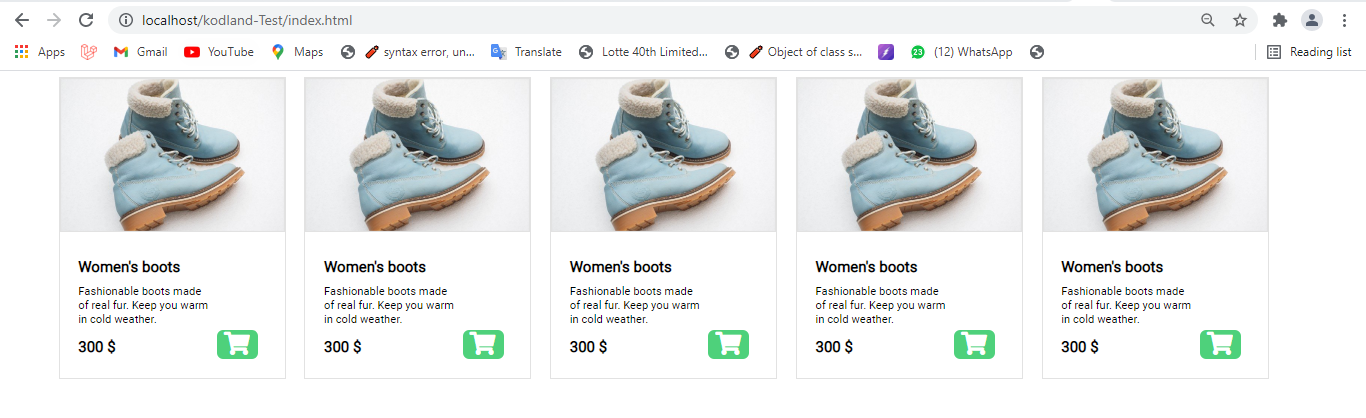 localhost/kodland-Test/index.html
Apps Gmail YouTube Maps syntax error, un... Translate Lotte 40th Limited... Object of class s... 23 (12) WhatsApp Reading list
Women's boots Women's boots Women's boots Women's boots Women's boots
Fashionable boots made Fashionable boots made Fashionable boots made Fashionable boots made Fashionable boots made
of real fur. Keep you warm of real fur. Keep you warm of real fur. Keep you warm of real fur. Keep you warm of real fur. Keep you warm
in cold weather. in cold weather. in cold weather. in cold weather. in cold weather.
300 $ 300 $ 300 $ 300 $ 300 $